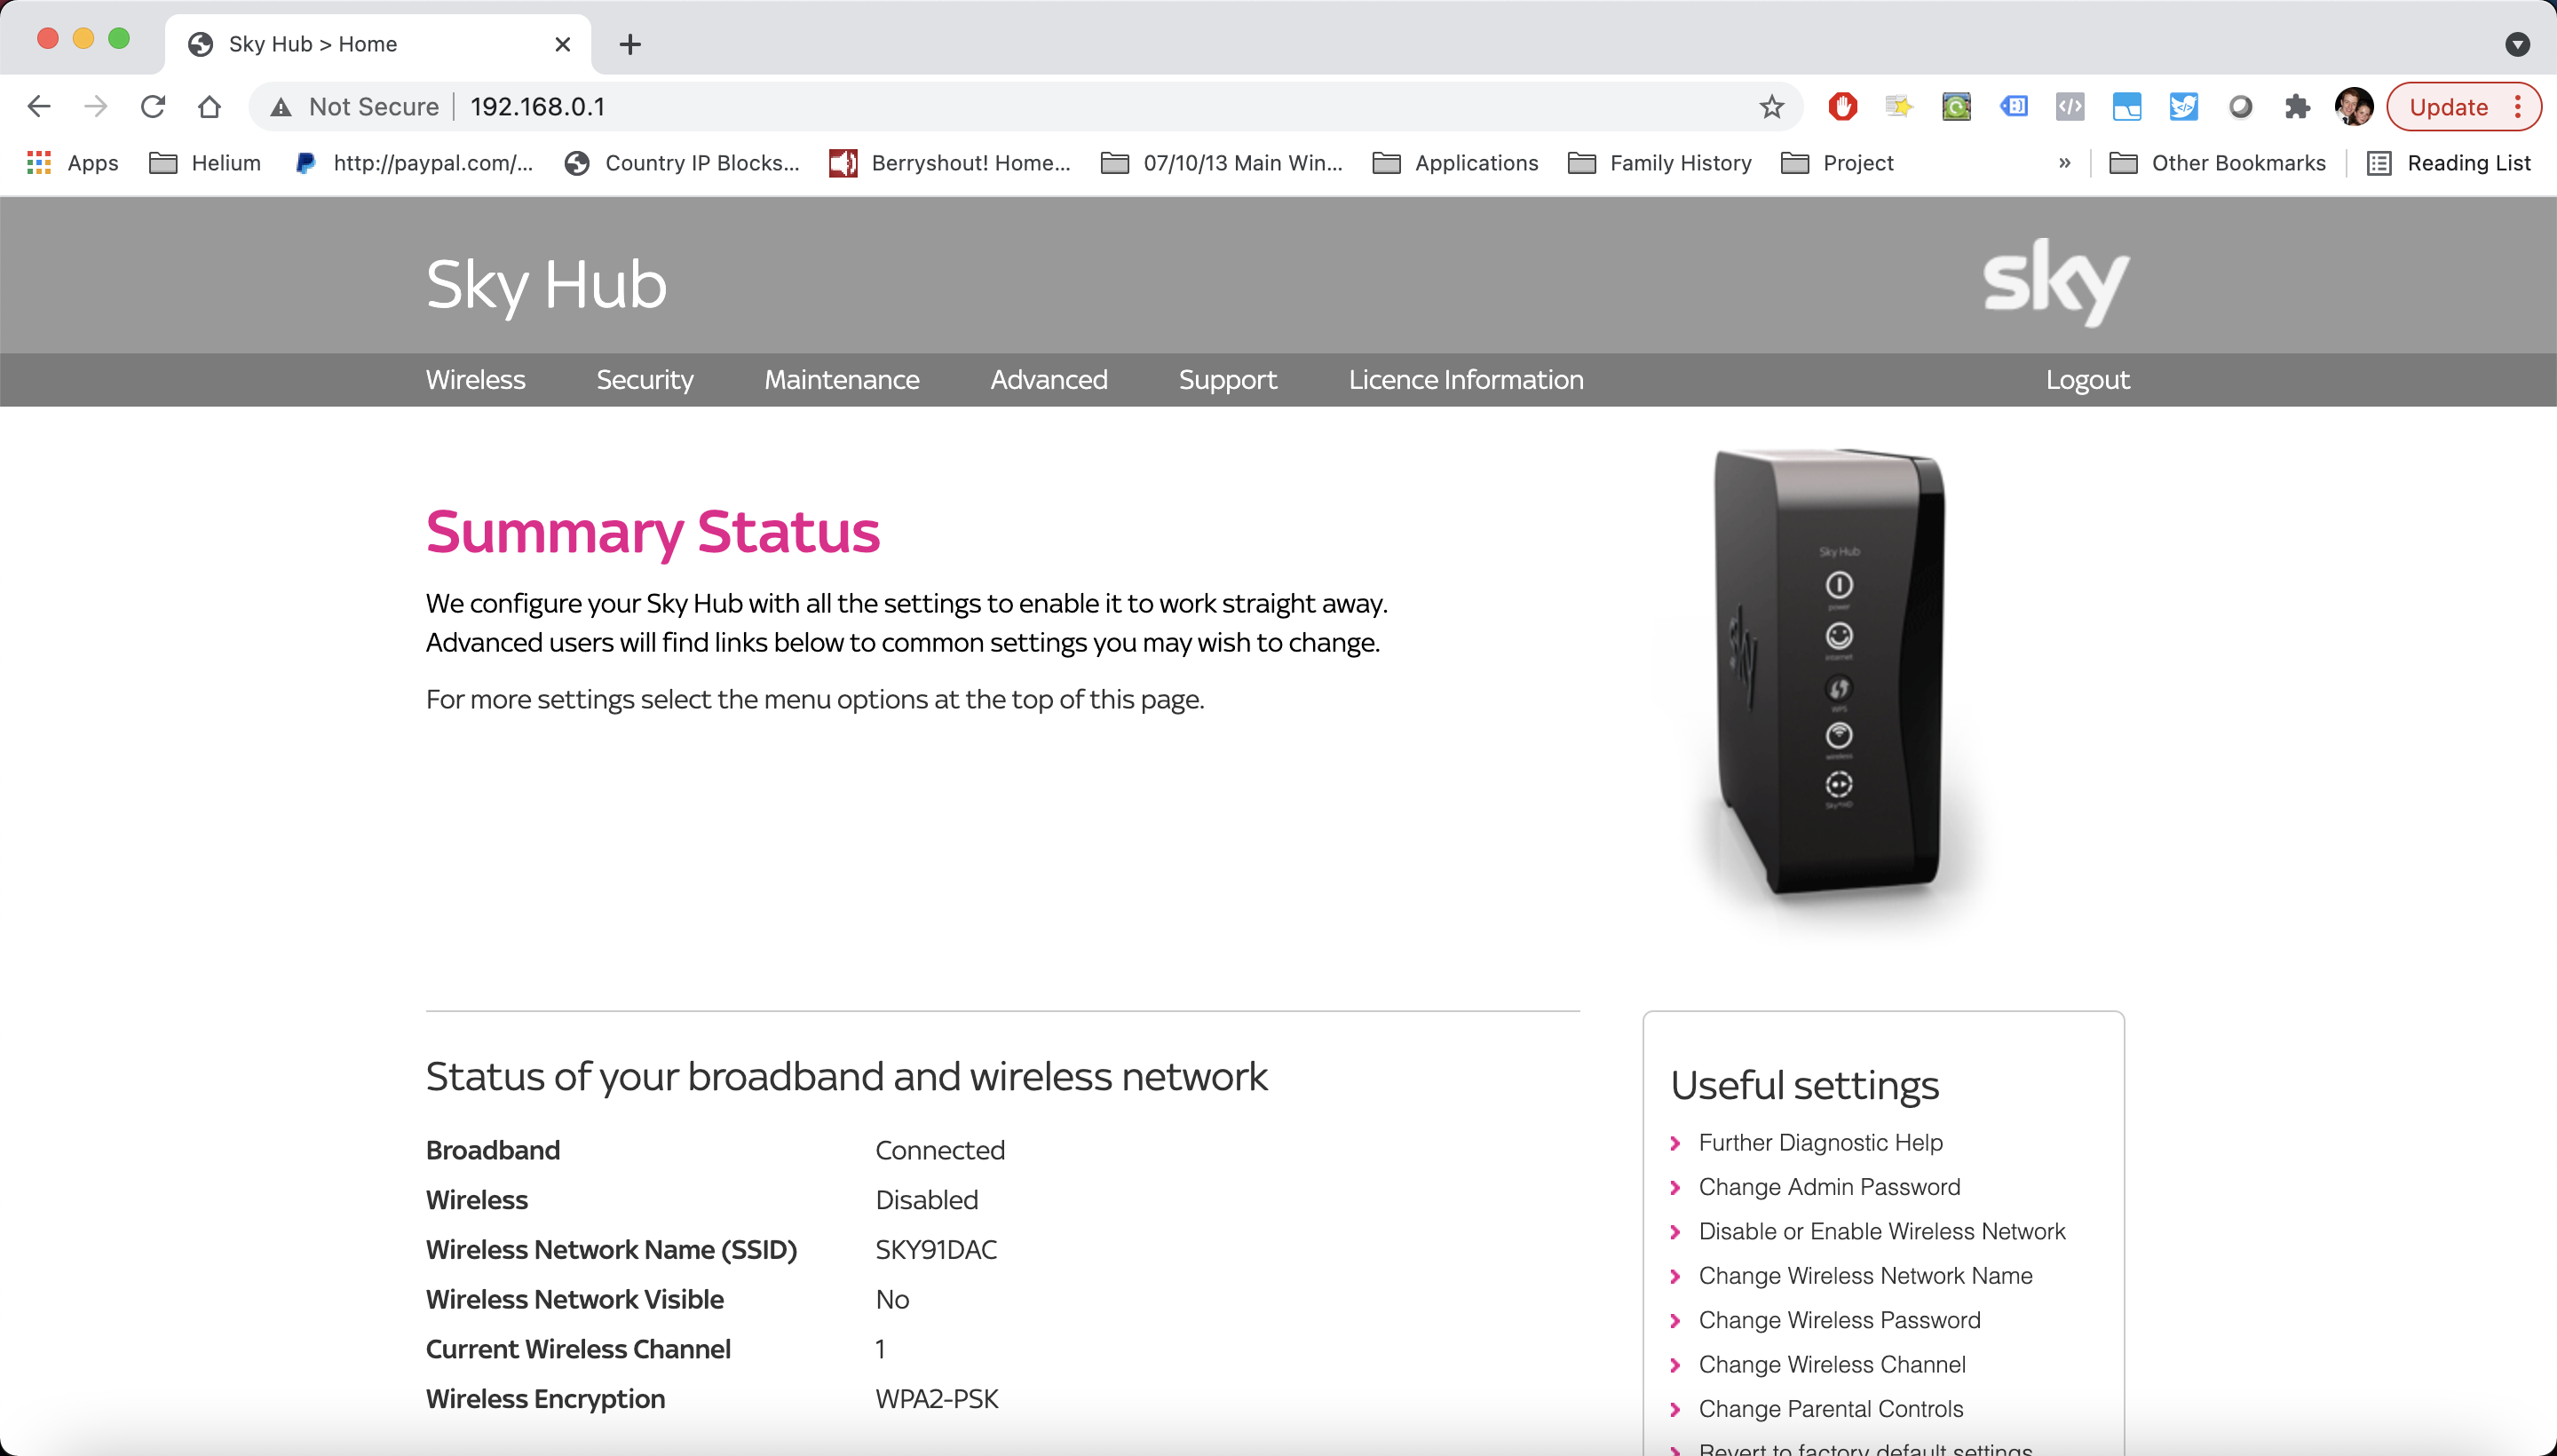 Sky Hub > Home
Not Secure 192.168.0.1 Update
Apps Helium http://paypal.com/... Country IP Blocks... Berryshout! Home... 07/10/13 Main Win... Applications Family History Project » Other Bookmarks Reading List
Sky Hub sky
Wireless Security Maintenance Advanced Support Licence Information Logout
Summary Status
We configure your Sky Hub with all the settings to enable it to work straight away.
Advanced users will find links below to common settings you may wish to change.
For more settings select the menu options at the top of this page.
Sky Hub
power
internet
WPS
wireless
sky
Status of your broadband and wireless network
Broadband Connected
Wireless Disabled
Wireless Network Name (SSID) SKY91DAC
Wireless Network Visible No
Current Wireless Channel 1
Wireless Encryption WPA2-PSK
Useful settings
Further Diagnostic Help
Change Admin Password
Disable or Enable Wireless Network
Change Wireless Network Name
Change Wireless Password
Change Wireless Channel
Change Parental Controls
Revert to factory default settings